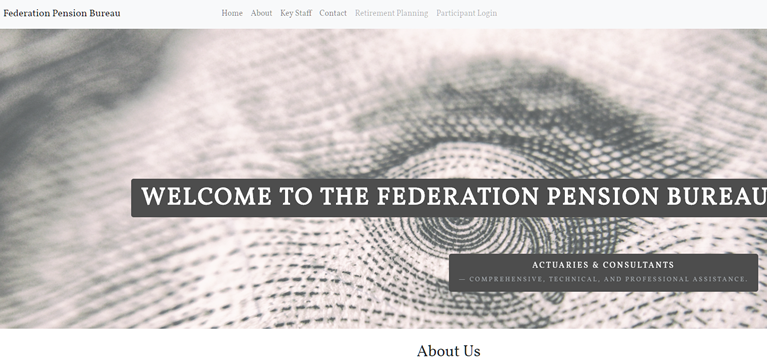 Federation Pension Bureau
Home About Key Staff Contact Retirement Planning Participant Login
WELCOME TO THE FEDERATION PENSION BUREAU
ACTUARIES & CONSULTANTS
— COMPREHENSIVE, TECHNICAL, AND PROFESSIONAL ASSISTANCE.
About Us